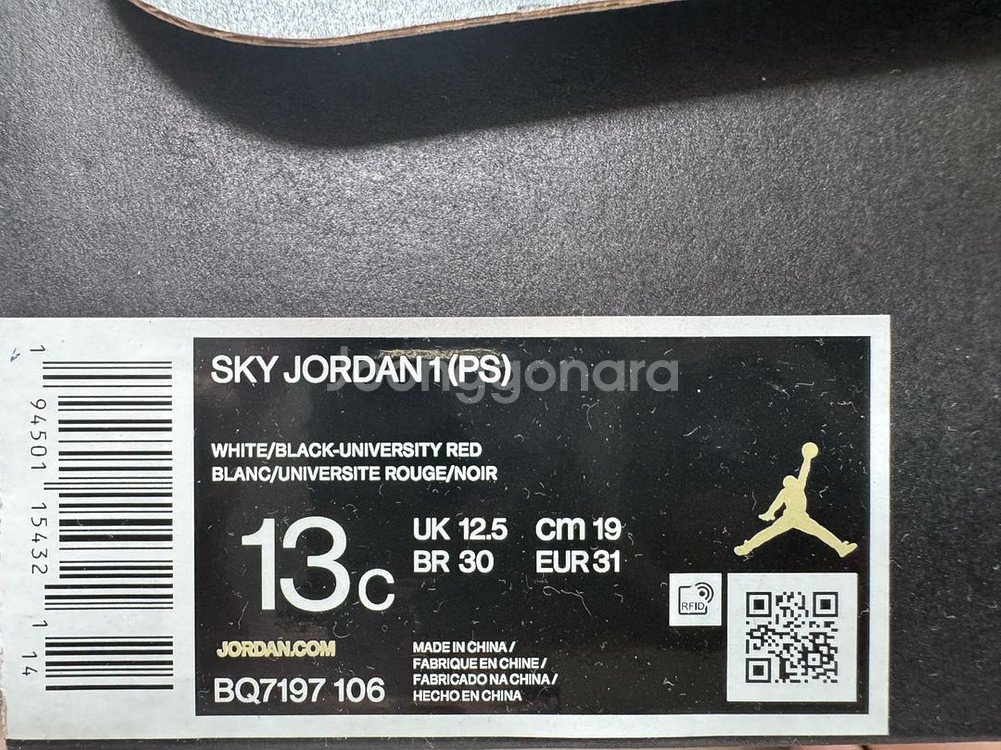 SKY JORDAN 1 (PS)
joonggonara
WHITE/BLACK-UNIVERSITY RED
BLANC/UNIVERSITE ROUGE/NOIR
13C
UK 12.5 cm 19
BR 30 EUR 31
RFID
JORDAN.COM
BQ7197 106
MADE IN CHINA /
FABRIQUE EN CHINE /
FABRICADO NA CHINA /
HECHO EN CHINA
1 94501 15432 1 14